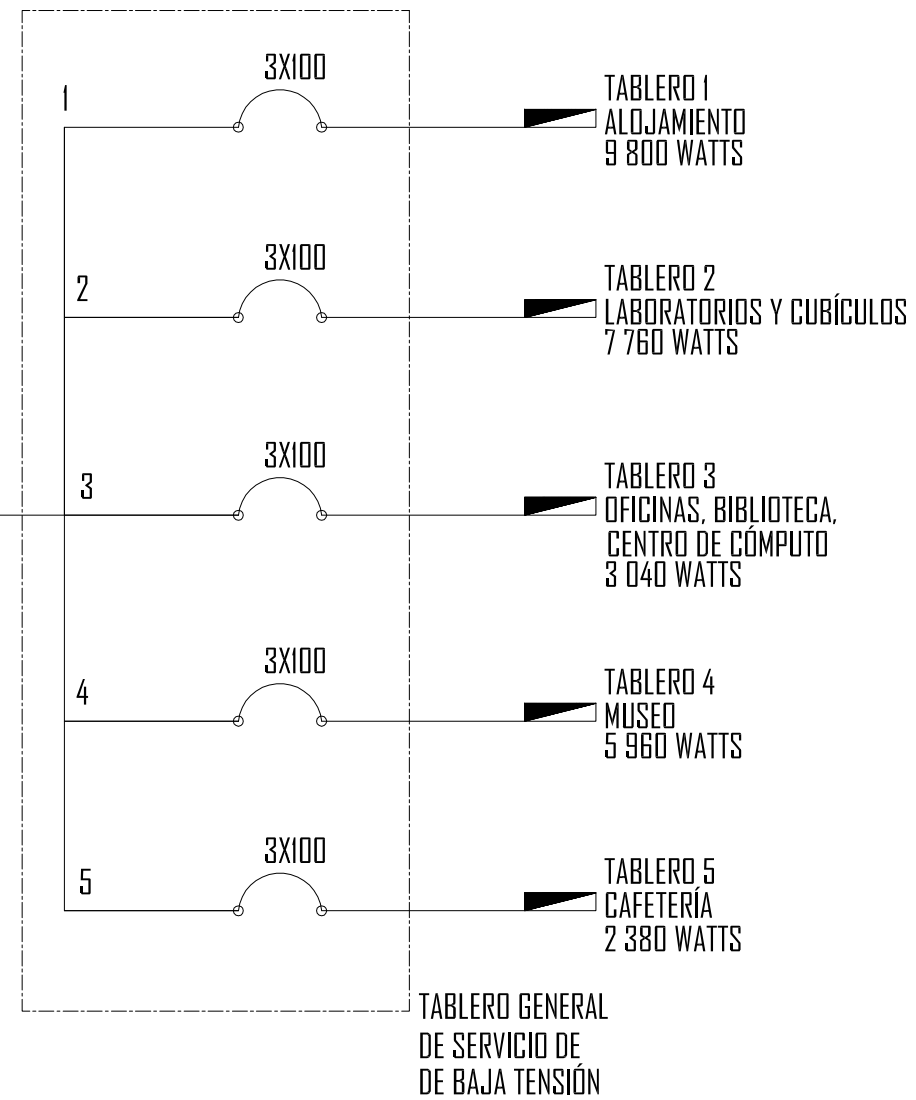 1
3X100
TABLERO 1
ALOJAMIENTO
9 800 WATTS
2
3X100
TABLERO 2
LABORATORIOS Y CUBÍCULOS
7 760 WATTS
3
3X100
TABLERO 3
OFICINAS, BIBLIOTECA,
CENTRO DE CÓMPUTO
3 040 WATTS
4
3X100
TABLERO 4
MUSEO
5 960 WATTS
5
3X100
TABLERO 5
CAFETERÍA
2 380 WATTS
TABLERO GENERAL
DE SERVICIO DE
DE BAJA TENSIÓN